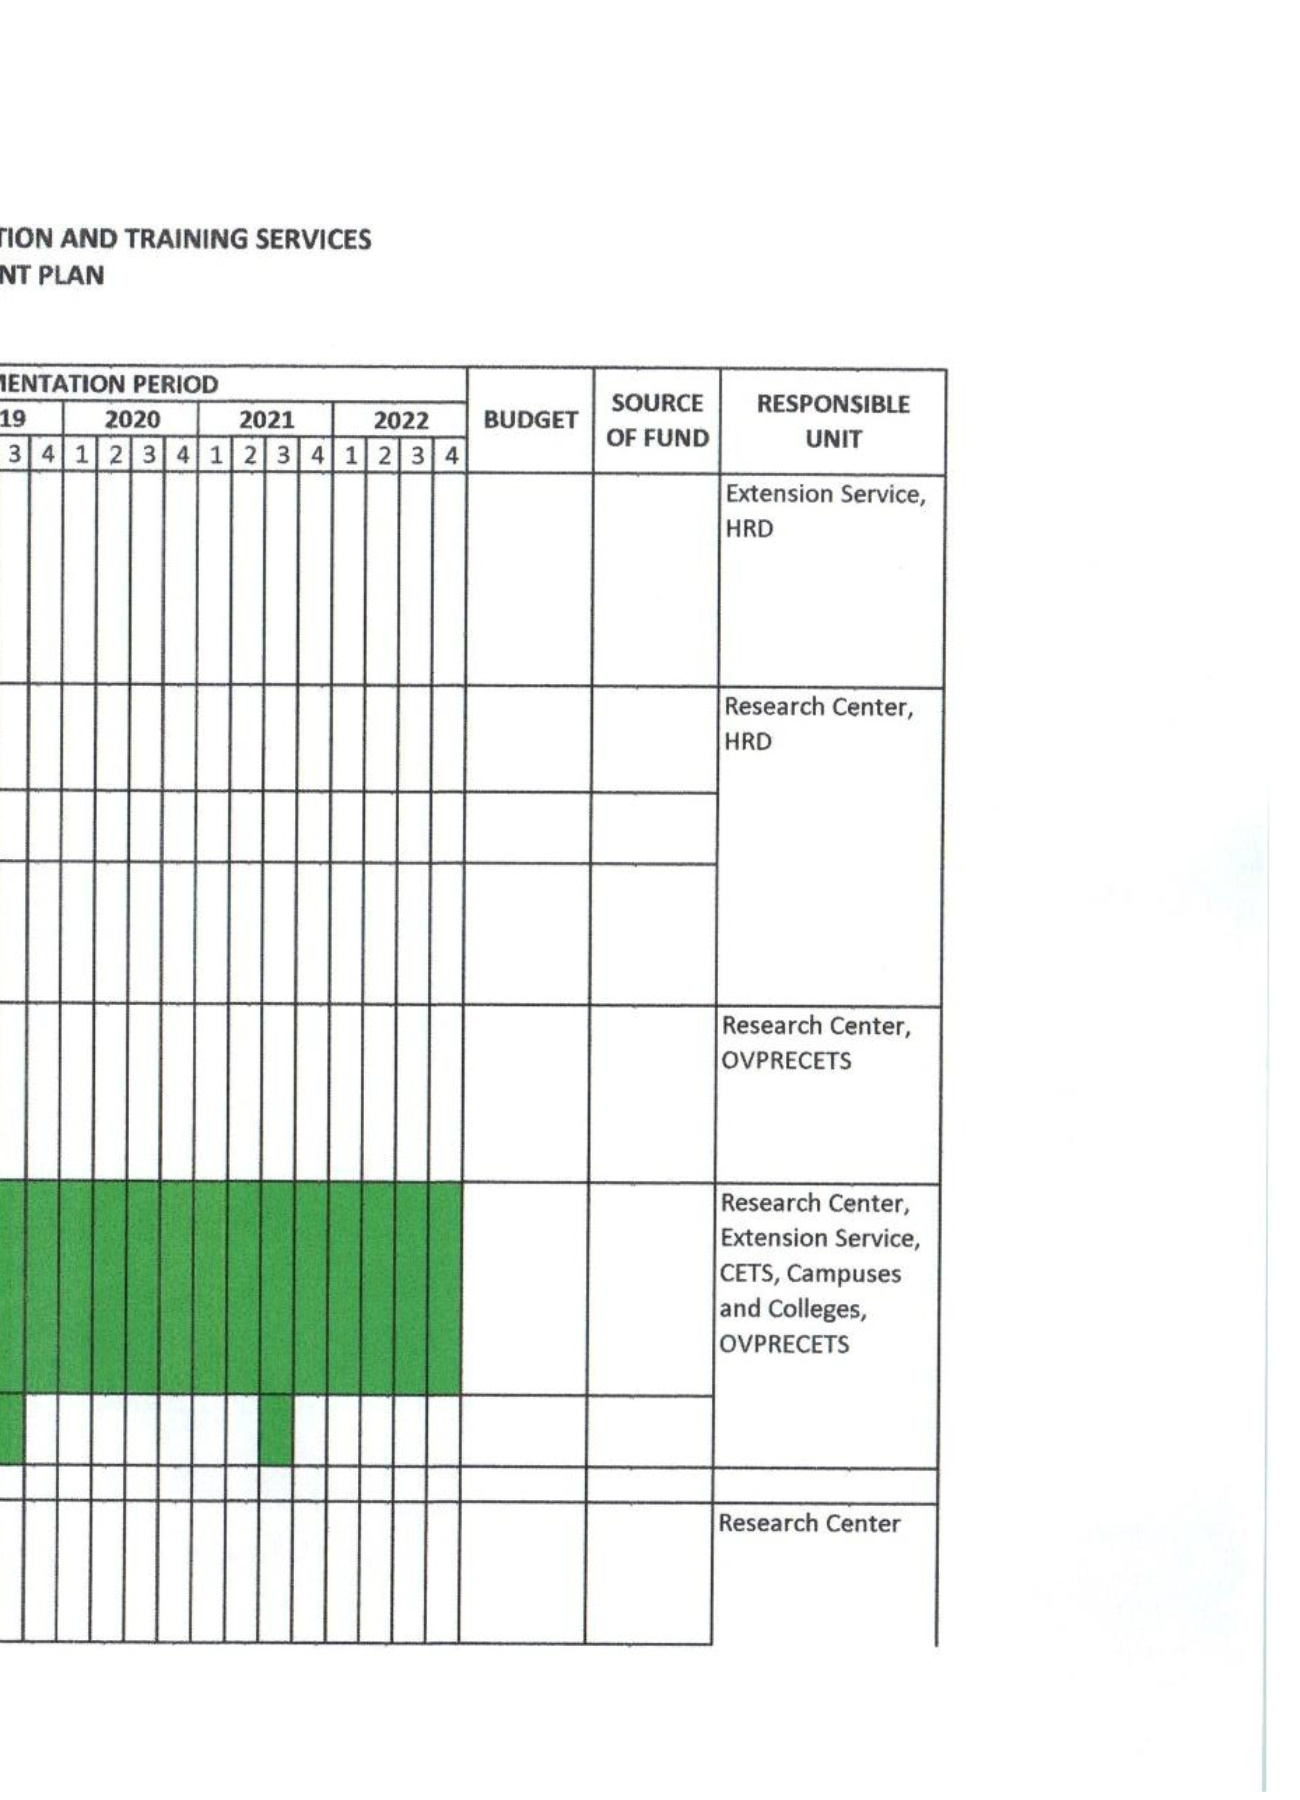 TION AND TRAINING SERVICES
NT PLAN
MENTATION PERIOD
BUDGET
SOURCE
OF FUND
RESPONSIBLE
UNIT
19 2020 2021 2022
3 4 1 2 3 4 1 2 3 4 1 2 3 4
Extension Service,
HRD
Research Center,
HRD
Research Center,
OVPRECETS
Research Center,
Extension Service,
CETS, Campuses
and Colleges,
OVPRECETS
Research Center